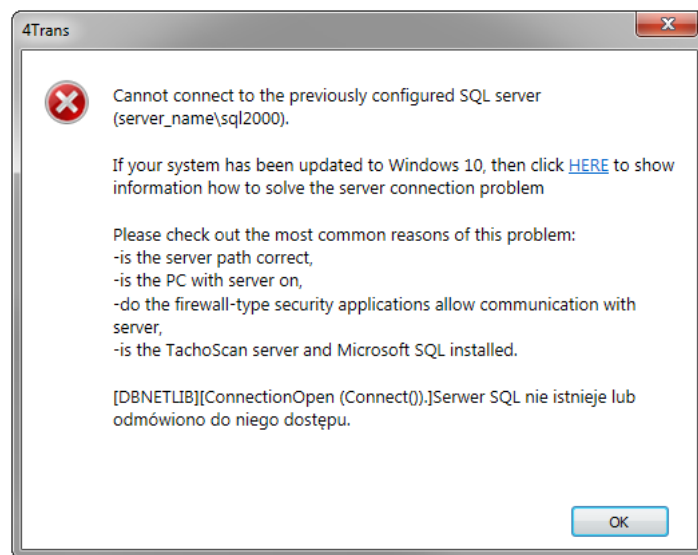 4Trans
Cannot connect to the previously configured SQL server
(server_name\sql2000).
If your system has been updated to Windows 10, then click HERE to show
information how to solve the server connection problem
Please check out the most common reasons of this problem:
-is the server path correct,
-is the PC with server on,
-do the firewall-type security applications allow communication with
server,
-is the TachoScan server and Microsoft SQL installed.
[DBNETLIB][ConnectionOpen (Connect()).]Serwer SQL nie istnieje lub
odmówiono do niego dostępu.
OK